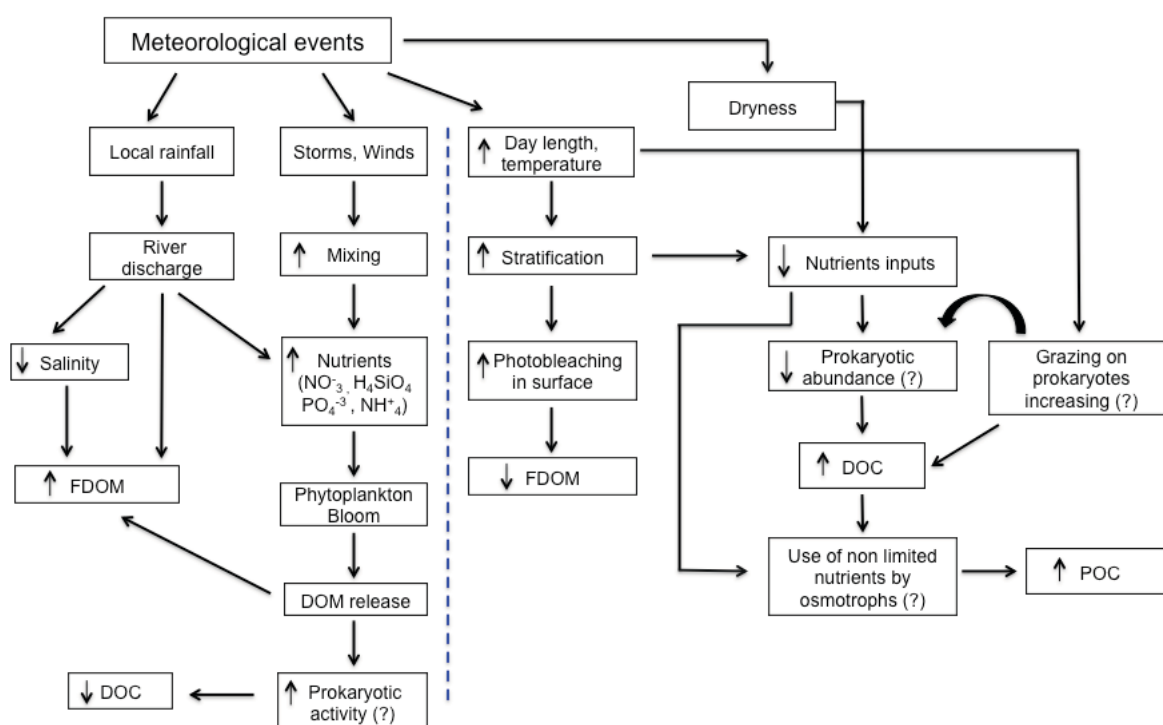 Meteorological events
Dryness
Local rainfall
Storms, Winds
↑ Day length,
temperature
River
discharge
↑ Mixing
↑ Stratification
↓ Nutrients inputs
↓ Salinity
↑ Nutrients
(NO⁻₃, H₄SiO₄
PO₄⁻³, NH⁺₄)
↑ Photobleaching
in surface
↓ Prokaryotic
abundance (?)
Grazing on
prokaryotes
increasing (?)
↑ FDOM
Phytoplankton
Bloom
↓ FDOM
↑ DOC
DOM release
Use of non limited
nutrients by
osmotrophs (?)
↑ POC
↓ DOC
↑ Prokaryotic
activity (?)